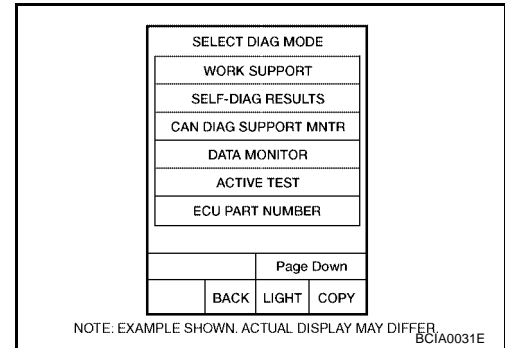 SELECT DIAG MODE
WORK SUPPORT
SELF-DIAG RESULTS
CAN DIAG SUPPORT MNTR
DATA MONITOR
ACTIVE TEST
ECU PART NUMBER
Page Down
BACK LIGHT COPY
NOTE: EXAMPLE SHOWN. ACTUAL DISPLAY MAY DIFFER.
BCIA0031E